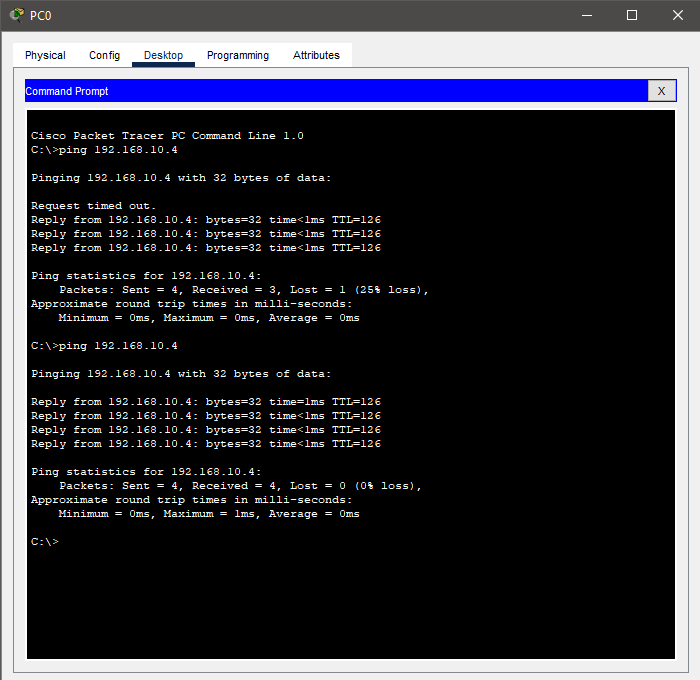 PC0
Physical Config Desktop Programming Attributes
Command Prompt X
Cisco Packet Tracer PC Command Line 1.0
C:\>ping 192.168.10.4
Pinging 192.168.10.4 with 32 bytes of data:
Request timed out.
Reply from 192.168.10.4: bytes=32 time<1ms TTL=126
Reply from 192.168.10.4: bytes=32 time<1ms TTL=126
Reply from 192.168.10.4: bytes=32 time<1ms TTL=126
Ping statistics for 192.168.10.4:
Packets: Sent = 4, Received = 3, Lost = 1 (25% loss),
Approximate round trip times in milli-seconds:
Minimum = 0ms, Maximum = 0ms, Average = 0ms
C:\>ping 192.168.10.4
Pinging 192.168.10.4 with 32 bytes of data:
Reply from 192.168.10.4: bytes=32 time=1ms TTL=126
Reply from 192.168.10.4: bytes=32 time<1ms TTL=126
Reply from 192.168.10.4: bytes=32 time<1ms TTL=126
Reply from 192.168.10.4: bytes=32 time<1ms TTL=126
Ping statistics for 192.168.10.4:
Packets: Sent = 4, Received = 4, Lost = 0 (0% loss),
Approximate round trip times in milli-seconds:
Minimum = 0ms, Maximum = 1ms, Average = 0ms
C:\>